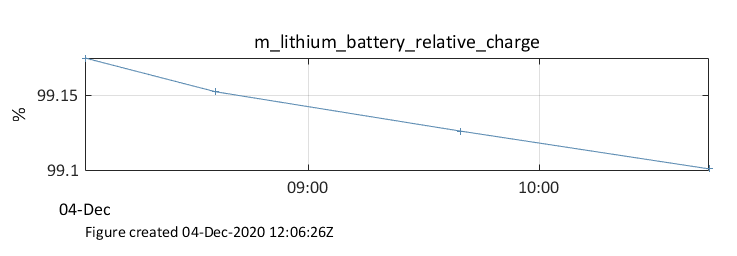 m_lithium_battery_relative_charge
99.15
%
99.1
09:00
10:00
04-Dec
Figure created 04-Dec-2020 12:06:26Z